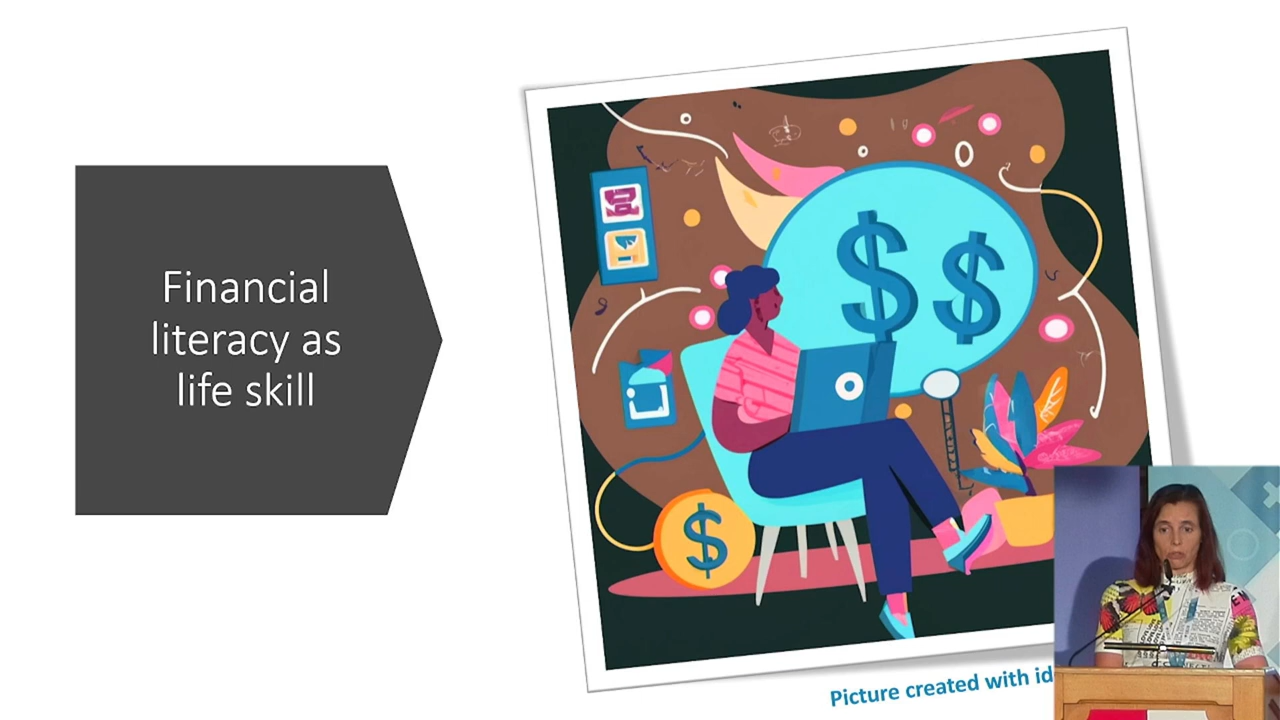 Financial
literacy as
life skill
$ $
$
Picture created with id